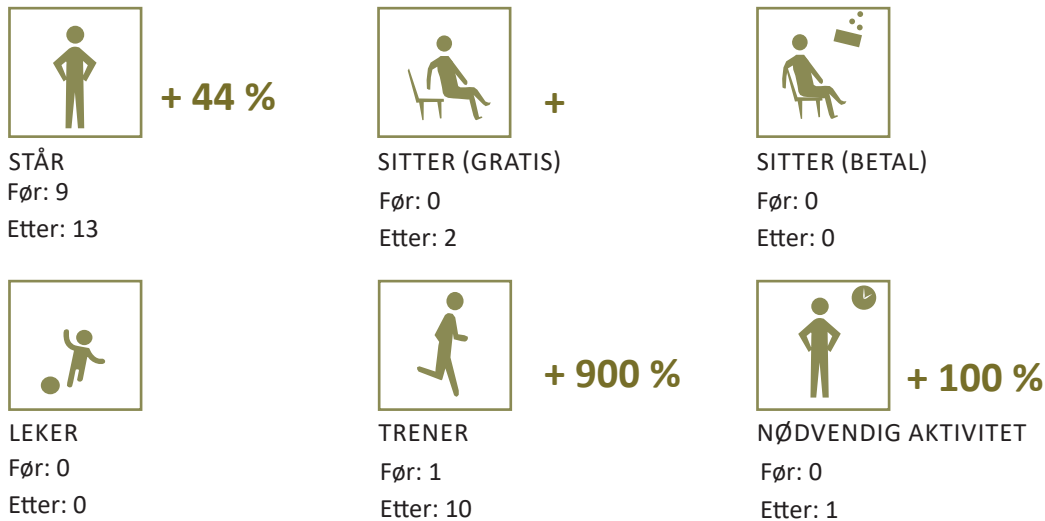 + 44 %
STÅR
Før: 9
Etter: 13
+
SITTER (GRATIS)
Før: 0
Etter: 2
SITTER (BETAL)
Før: 0
Etter: 0
LEKER
Før: 0
Etter: 0
+ 900 %
TRENER
Før: 1
Etter: 10
+ 100 %
NØDVENDIG AKTIVITET
Før: 0
Etter: 1